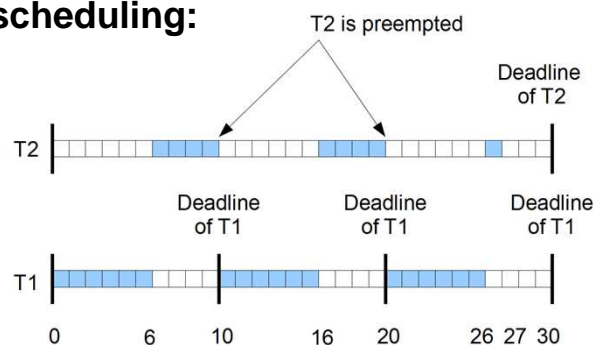 scheduling:
T2 is preempted
Deadline
of T2
T2
Deadline
of T1
Deadline
of T1
Deadline
of T1
T1
0 6 10 16 20 26 27 30